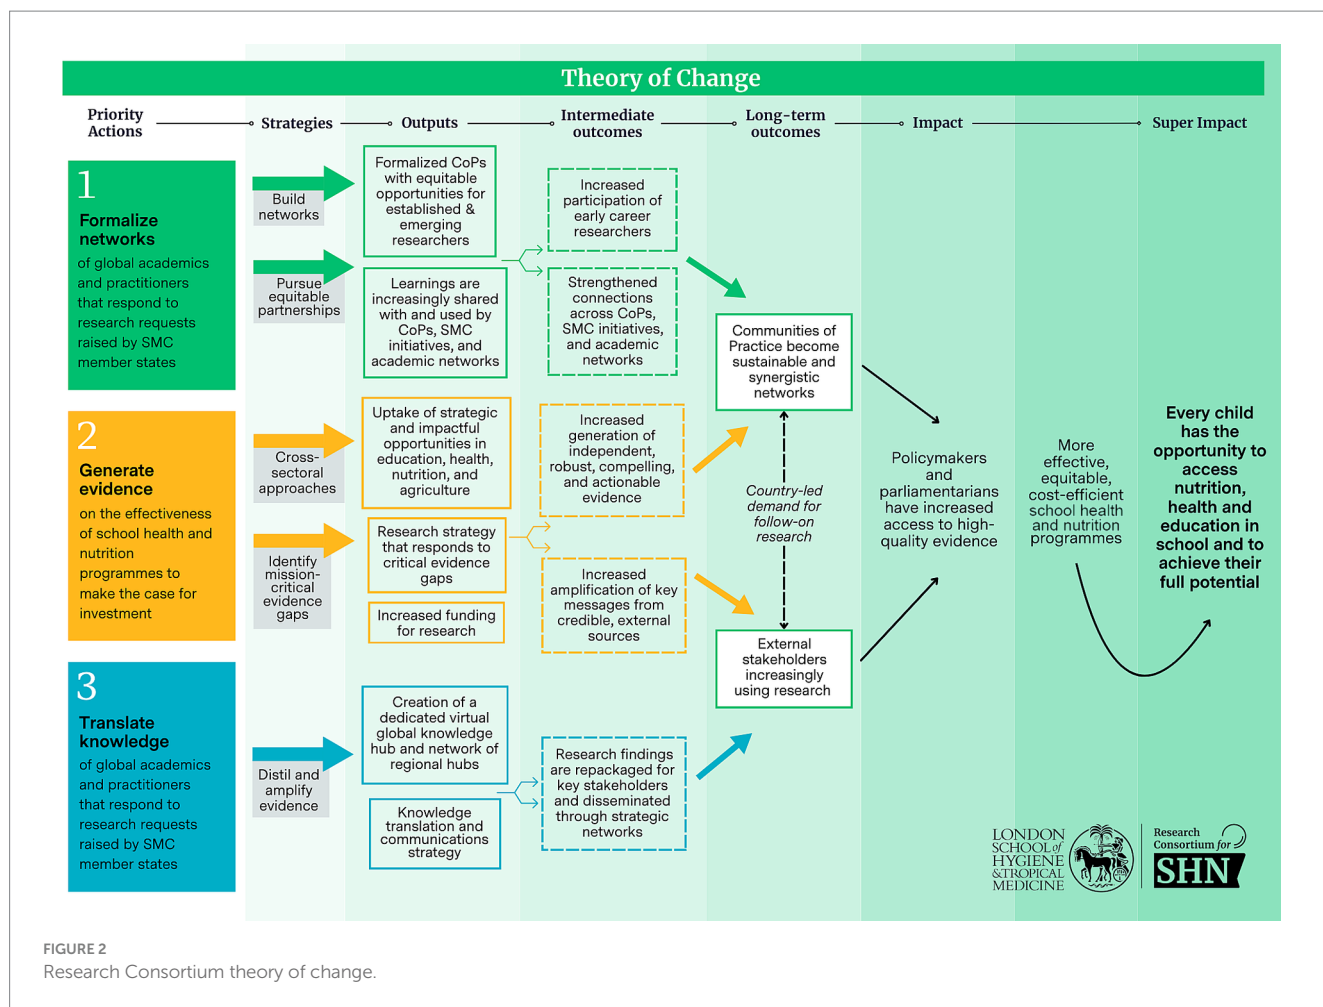 Theory of Change
Priority
Actions
Strategies
Outputs
Intermediate
outcomes
Long-term
outcomes
Impact
Super Impact
1
Formalize
networks
of global academics
and practitioners
that respond to
research requests
raised by SMC
member states
Build
networks
Pursue
equitable
partnerships
Formalized CoPs
with equitable
opportunities for
established &
emerging
researchers
Learnings are
increasingly shared
with and used by
CoPs, SMC
initiatives, and
academic networks
Increased
participation of
early career
researchers
Strengthened
connections
across CoPs,
SMC initiatives,
and academic
networks
2
Generate
evidence
on the effectiveness
of school health and
nutrition
programmes to
make the case for
investment
Cross-
sectoral
approaches
Identify
mission-
critical
evidence
gaps
Uptake of strategic
and impactful
opportunities in
education, health,
nutrition, and
agriculture
Research strategy
that responds to
critical evidence
gaps
Increased funding
for research
Increased
generation of
independent,
robust, compelling,
and actionable
evidence
Increased
amplification of key
messages from
credible, external
sources
3
Translate
knowledge
of global academics
and practitioners
that respond to
research requests
raised by SMC
member states
Distil and
amplify
evidence
Creation of a
dedicated virtual
global knowledge
hub and network of
regional hubs
Knowledge
translation and
communications
strategy
Research findings
are repackaged for
key stakeholders
and disseminated
through strategic
networks
Communities of
Practice become
sustainable and
synergistic
networks
Country-led
demand for
follow-on
research
External
stakeholders
increasingly
using research
Policymakers
and
parliamentarians
have increased
access to high-
quality evidence
More
effective,
equitable,
cost-efficient
school health
and nutrition
programmes
Every child
has the
opportunity to
access
nutrition,
health and
education in
school and to
achieve their
full potential
LONDON
SCHOOL of
HYGIENE
&TROPICAL
MEDICINE
Research
Consortium for
SHN
FIGURE 2
Research Consortium theory of change.